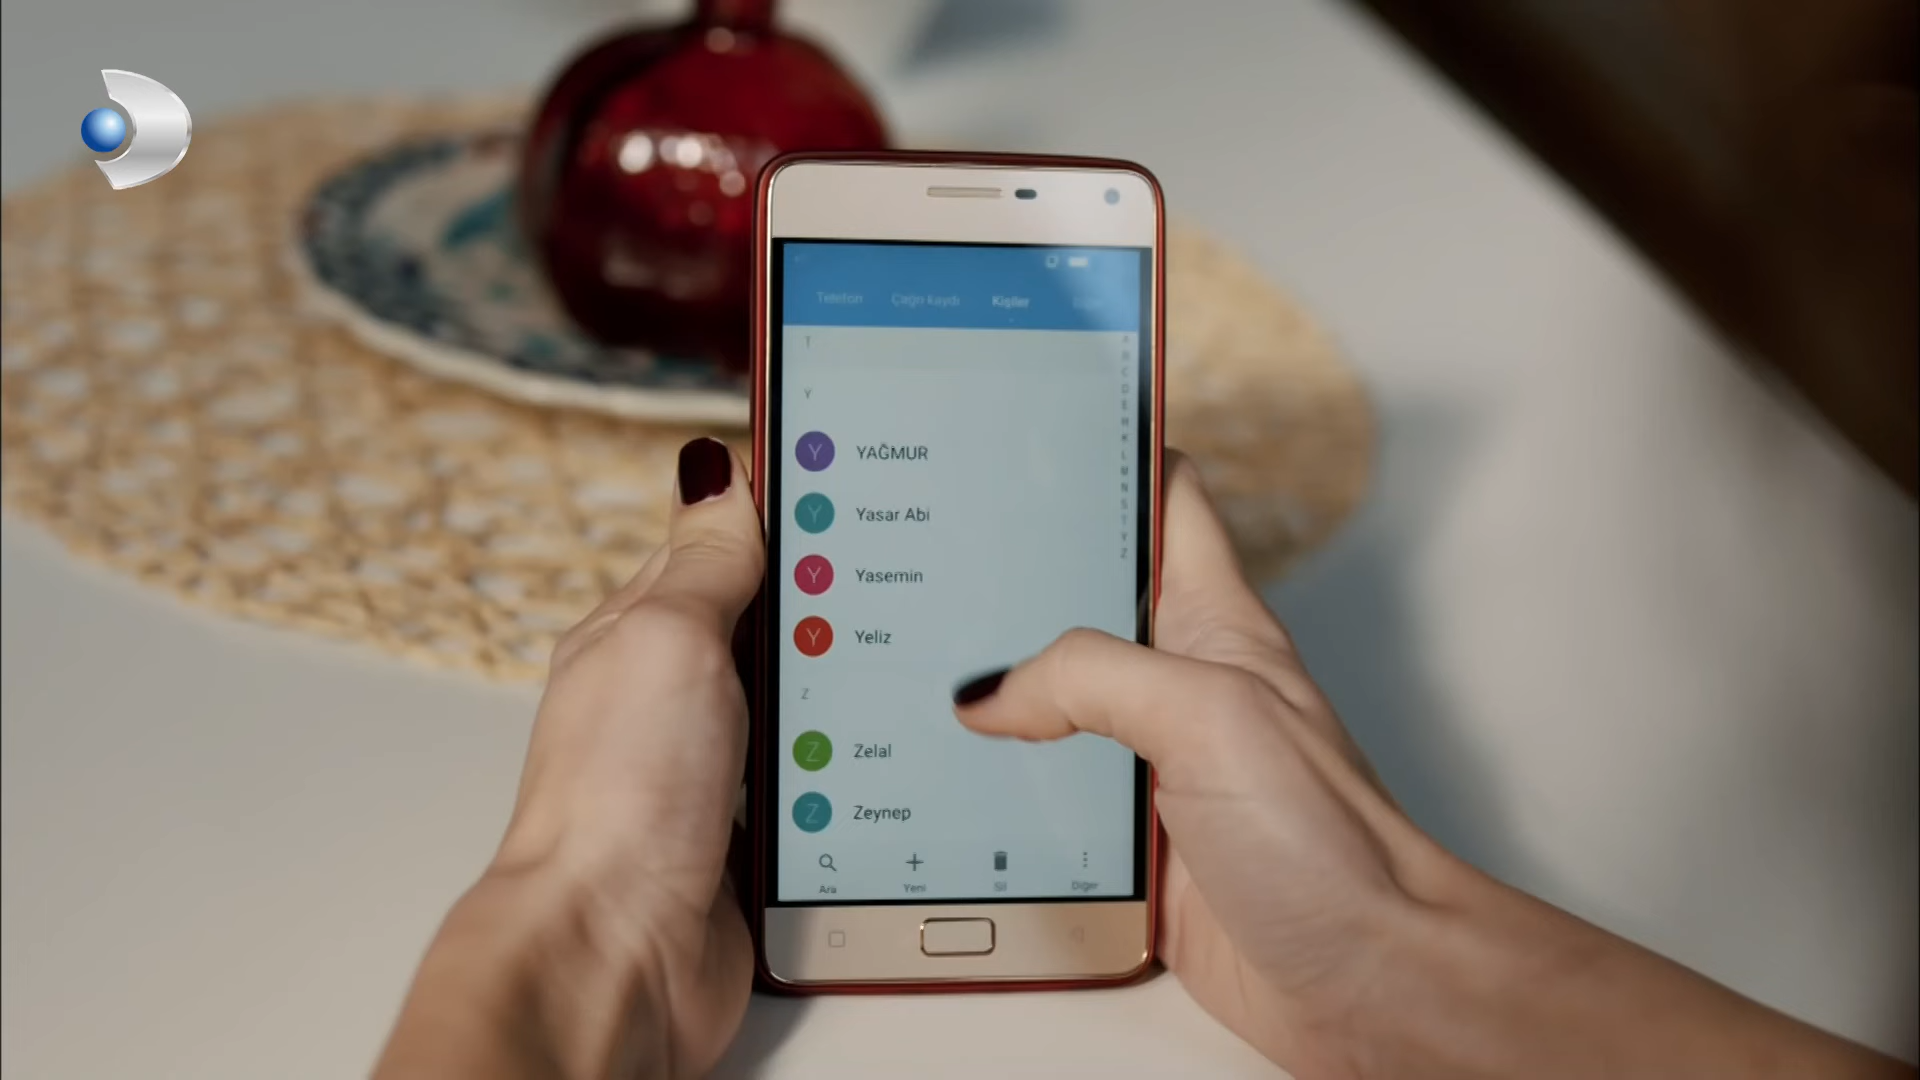 Telefon Çağrı kaydı Kişiler
T
Y
Y YAĞMUR
Y Yasar Abi
Y Yasemin
Y Yeliz
Z
Z Zelal
Z Zeynep
Ara Yeni Sil Diğer
A
B
C
D
E
H
K
L
M
N
S
T
Y
Z